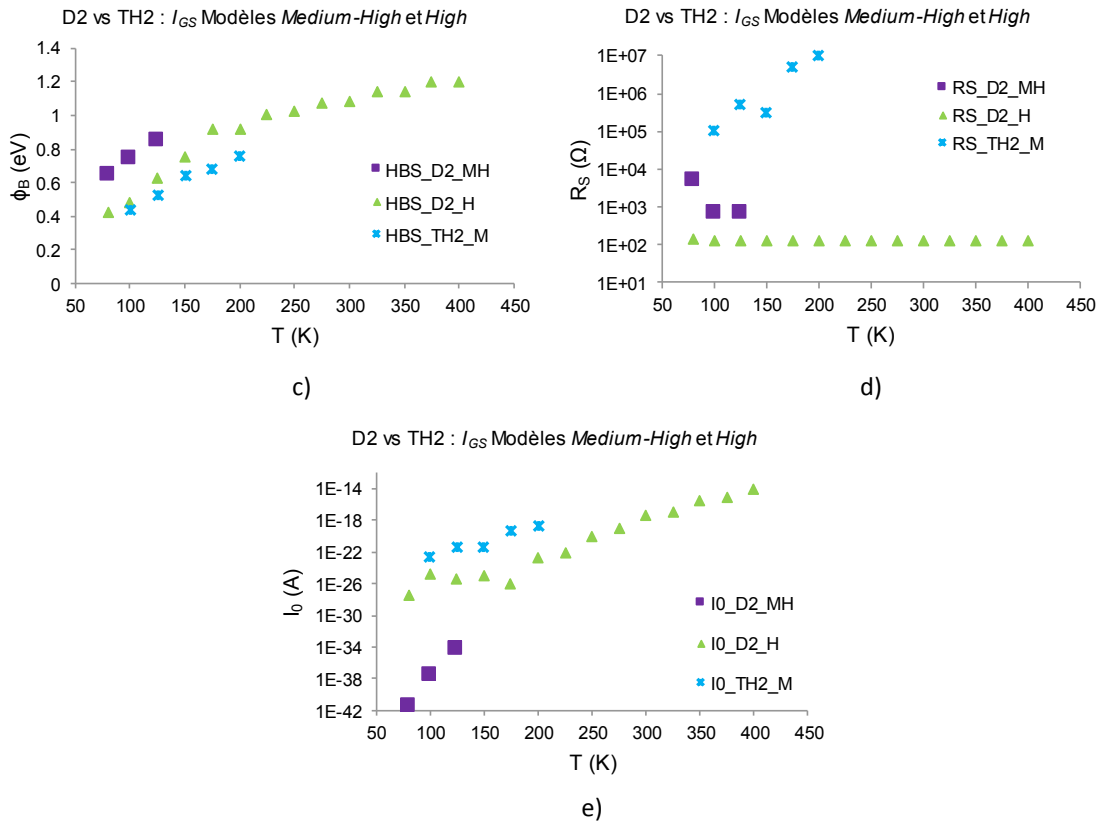 D2 vs TH2 : IGS Modèles Medium-High et High
1.4
1.2
1
0.8
0.6
0.4
0.2
0
ϕB (eV)
50 100 150 200 250 300 350 400 450
T (K)
HBS_D2_MH
HBS_D2_H
HBS_TH2_M
c)
D2 vs TH2 : IGS Modèles Medium-High et High
1E+07
1E+06
1E+05
1E+04
1E+03
1E+02
1E+01
RS (Ω)
50 100 150 200 250 300 350 400 450
T (K)
RS_D2_MH
RS_D2_H
RS_TH2_M
d)
D2 vs TH2 : IGS Modèles Medium-High et High
1E-14
1E-18
1E-22
1E-26
1E-30
1E-34
1E-38
1E-42
I0 (A)
50 100 150 200 250 300 350 400 450
T (K)
I0_D2_MH
I0_D2_H
I0_TH2_M
e)